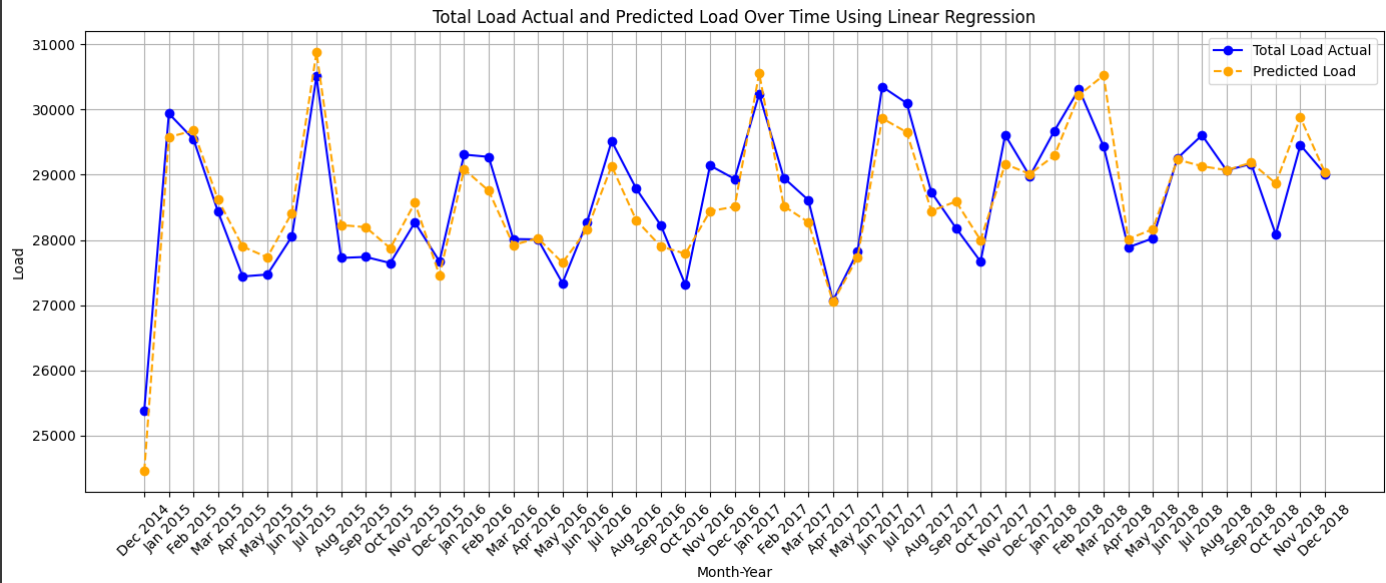 Total Load Actual and Predicted Load Over Time Using Linear Regression
Total Load Actual
Predicted Load
31000
30000
29000
28000
27000
26000
25000
Load
Dec 2014
Jan 2015
Feb 2015
Mar 2015
Apr 2015
May 2015
Jun 2015
Jul 2015
Aug 2015
Sep 2015
Oct 2015
Nov 2015
Dec 2015
Jan 2016
Feb 2016
Mar 2016
Apr 2016
May 2016
Jun 2016
Jul 2016
Aug 2016
Sep 2016
Oct 2016
Nov 2016
Dec 2016
Jan 2017
Feb 2017
Mar 2017
Apr 2017
May 2017
Jun 2017
Jul 2017
Aug 2017
Sep 2017
Oct 2017
Nov 2017
Dec 2017
Jan 2018
Feb 2018
Mar 2018
Apr 2018
May 2018
Jun 2018
Jul 2018
Aug 2018
Sep 2018
Oct 2018
Nov 2018
Dec 2018
Month-Year